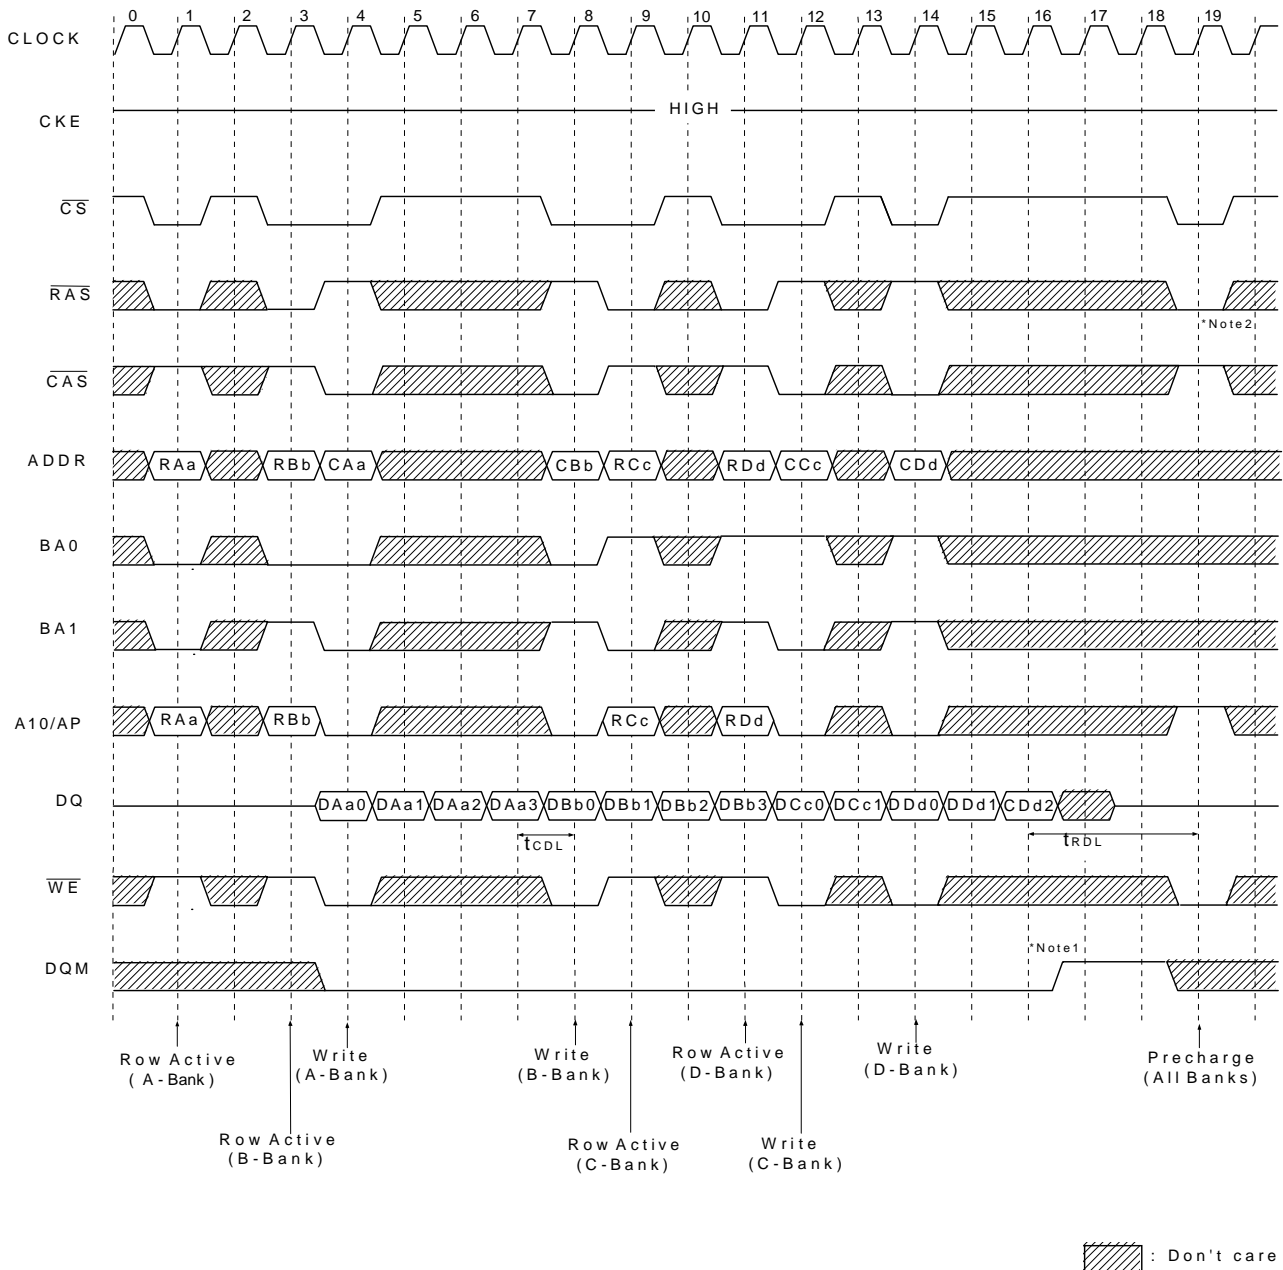 0 1 2 3 4 5 6 7 8 9 10 11 12 13 14 15 16 17 18 19
CLOCK
CKE HIGH
CS
RAS
*Note2
CAS
ADDR RAa RBb CAa CBb RCc RDd CCc CDd
BA0
BA1
A10/AP RAa RBb RCc RDd
DQ DAa0 DAa1 DAa2 DAa3 DBb0 DBb1 DBb2 DBb3 DCc0 DCc1 DDd0 DDd1 CDd2
tCDL tRDL
WE
*Note1
DQM
Row Active
(A-Bank)
Write
(A-Bank)
Write
(B-Bank)
Row Active
(D-Bank)
Write
(D-Bank)
Precharge
(All Banks)
Row Active
(B-Bank)
Row Active
(C-Bank)
Write
(C-Bank)
: Don't care